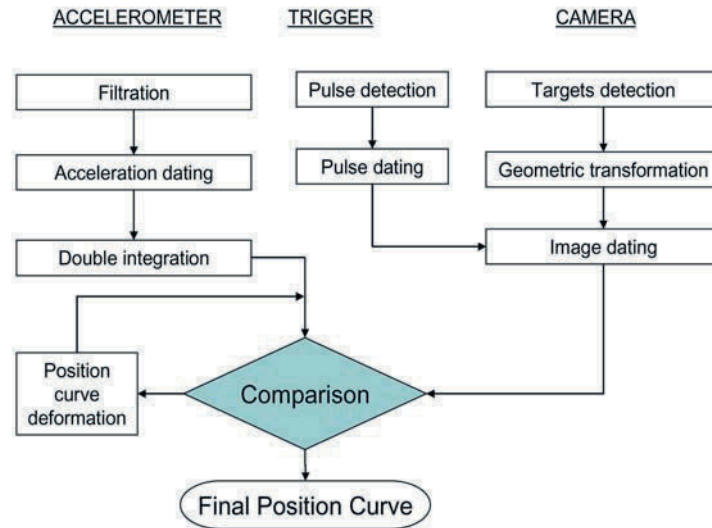 ACCELEROMETER
TRIGGER
CAMERA
Filtration
Pulse detection
Targets detection
Acceleration dating
Pulse dating
Geometric transformation
Double integration
Image dating
Position
curve
deformation
Comparison
Final Position Curve